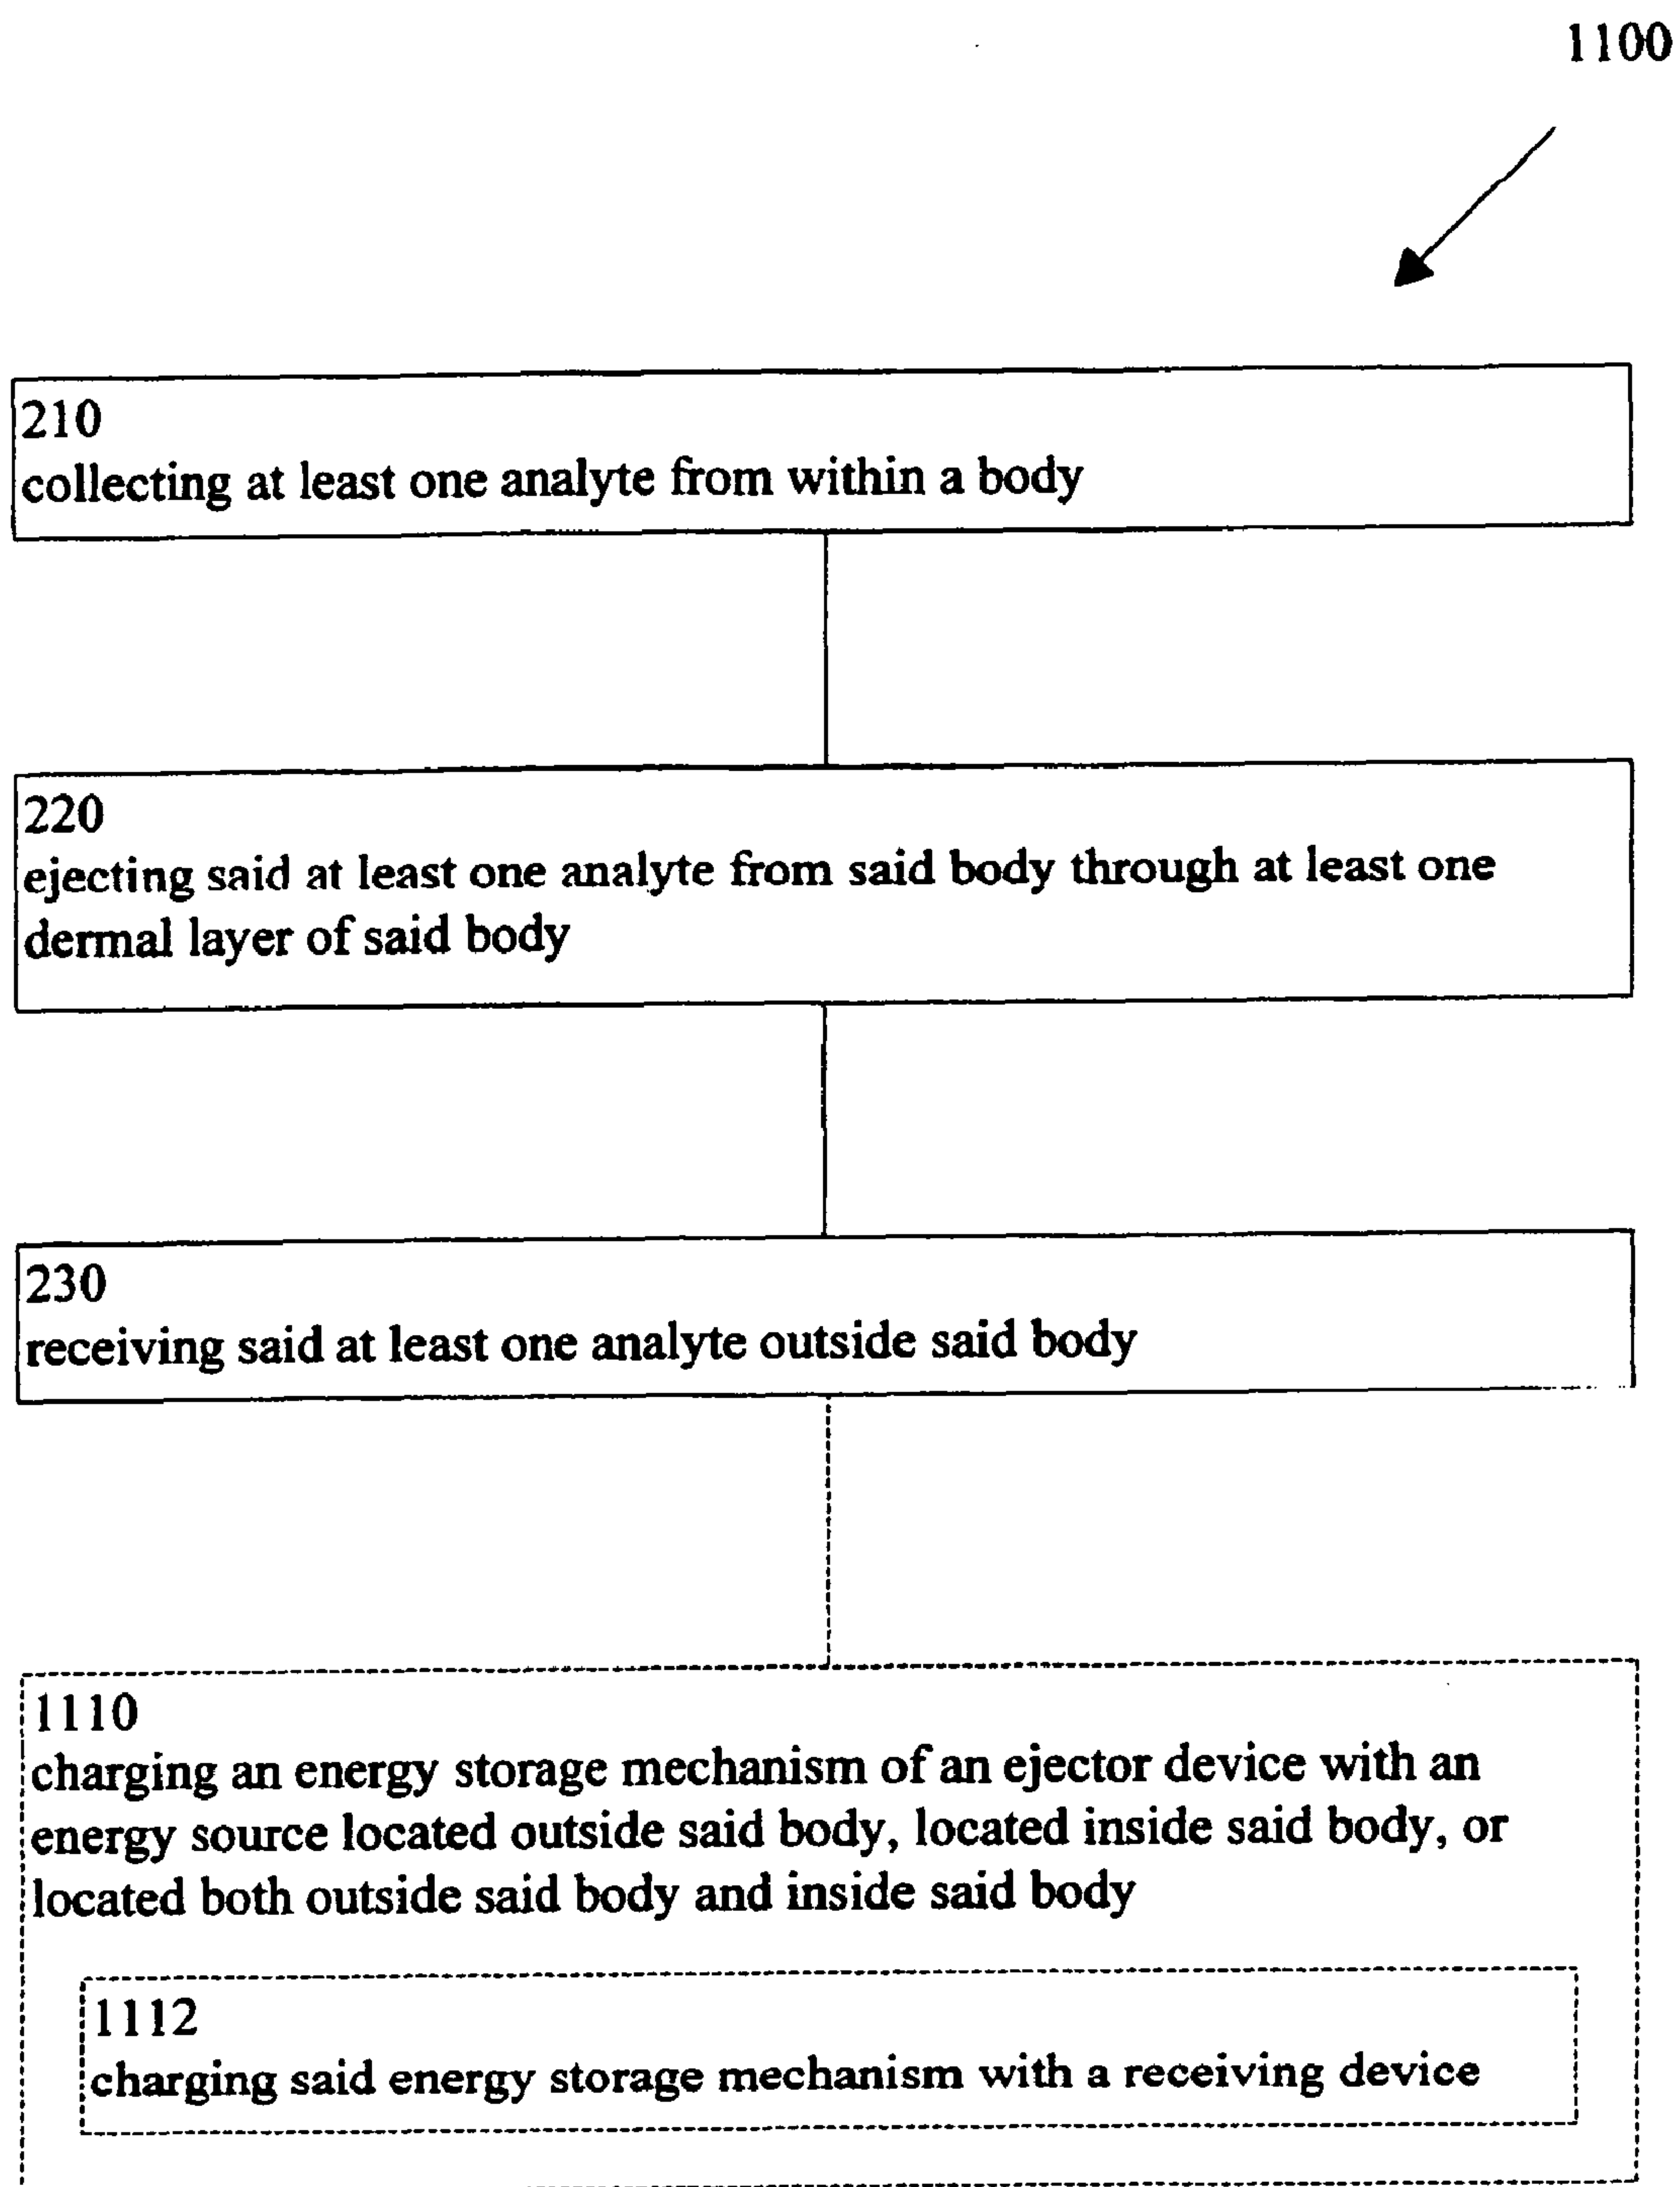 1100
210
collecting at least one analyte from within a body
220
ejecting said at least one analyte from said body through at least one
dermal layer of said body
230
receiving said at least one analyte outside said body
1110
charging an energy storage mechanism of an ejector device with an
energy source located outside said body, located inside said body, or
located both outside said body and inside said body
1112
charging said energy storage mechanism with a receiving device